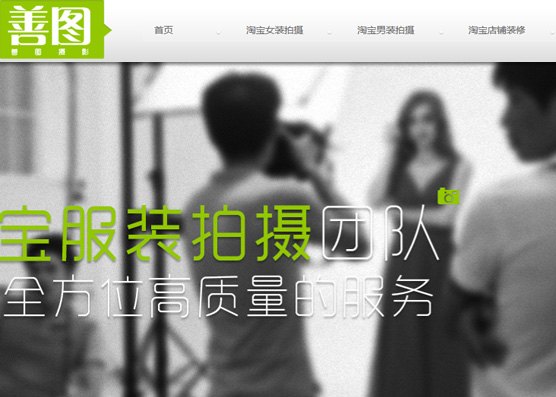 善图
善图摄影
首页
淘宝女装拍摄
淘宝男装拍摄
淘宝店铺装修
宝服装拍摄团队
全方位高质量的服务